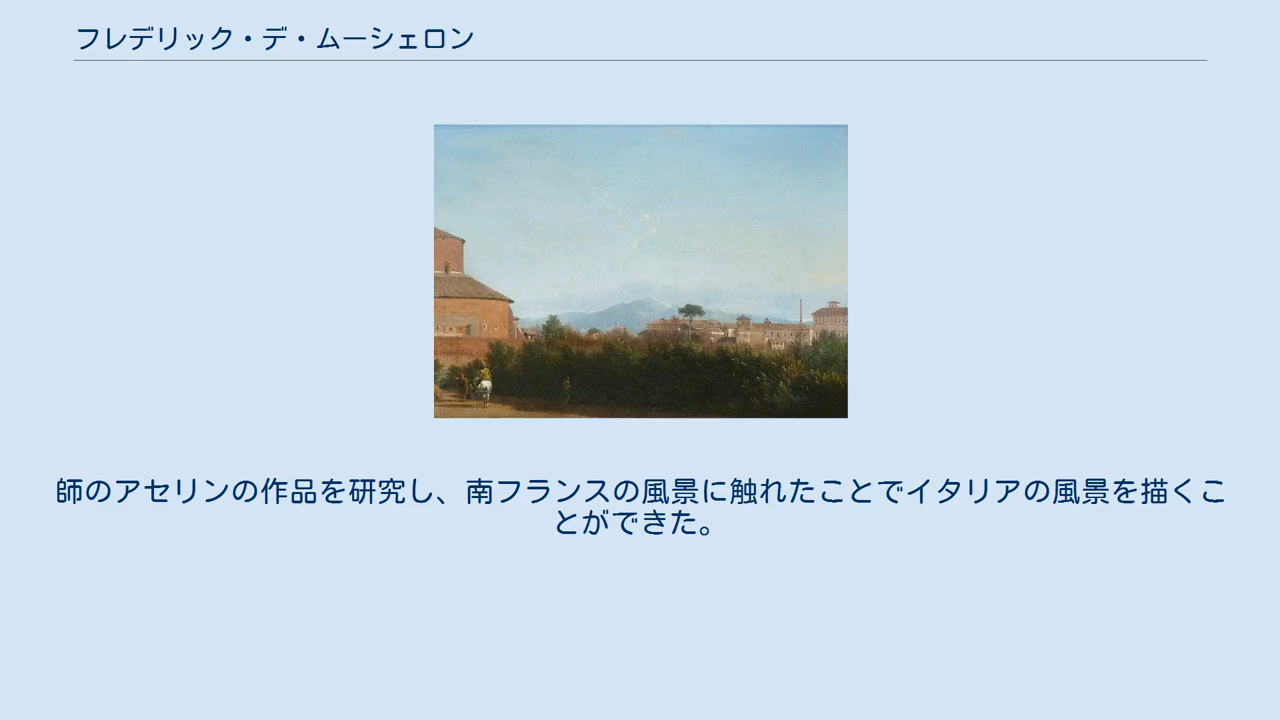 フレデリック・デ・ムーシェロン
師のアセリンの作品を研究し、南フランスの風景に触れたことでイタリアの風景を描くこ
とができた。